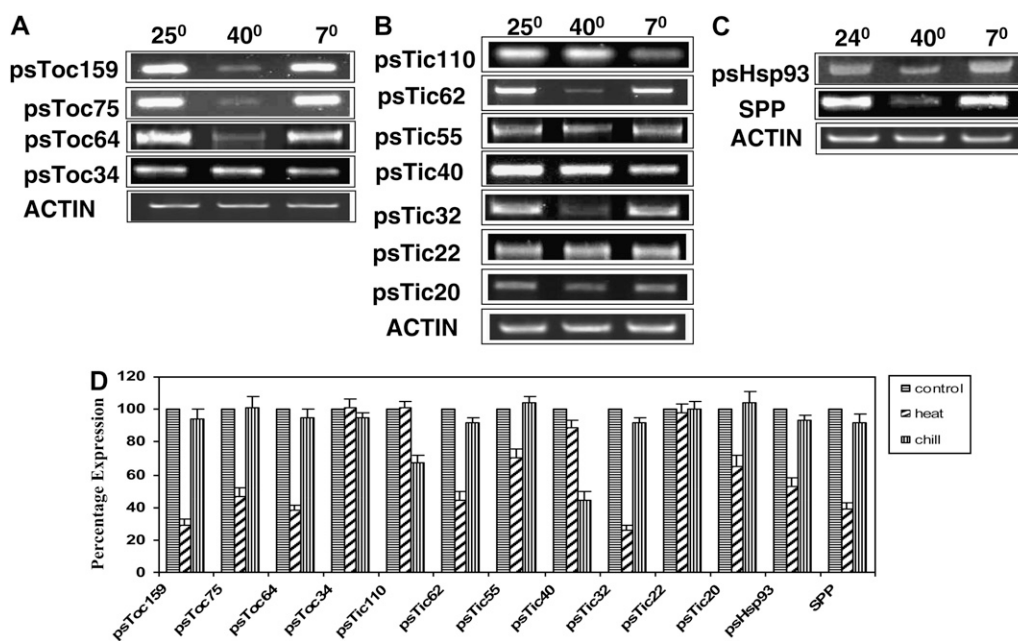 A
25⁰ 40⁰ 7⁰
psToc159
psToc75
psToc64
psToc34
ACTIN
B
25⁰ 40⁰ 7⁰
psTic110
psTic62
psTic55
psTic40
psTic32
psTic22
psTic20
ACTIN
C
24⁰ 40⁰ 7⁰
psHsp93
SPP
ACTIN
D
Percentage Expression
120
100
80
60
40
20
0
psToc159 psToc75 psToc64 psToc34 psTic110 psTic62 psTic55 psTic40 psTic32 psTic22 psTic20 psHsp93 SPP
control
heat
chill